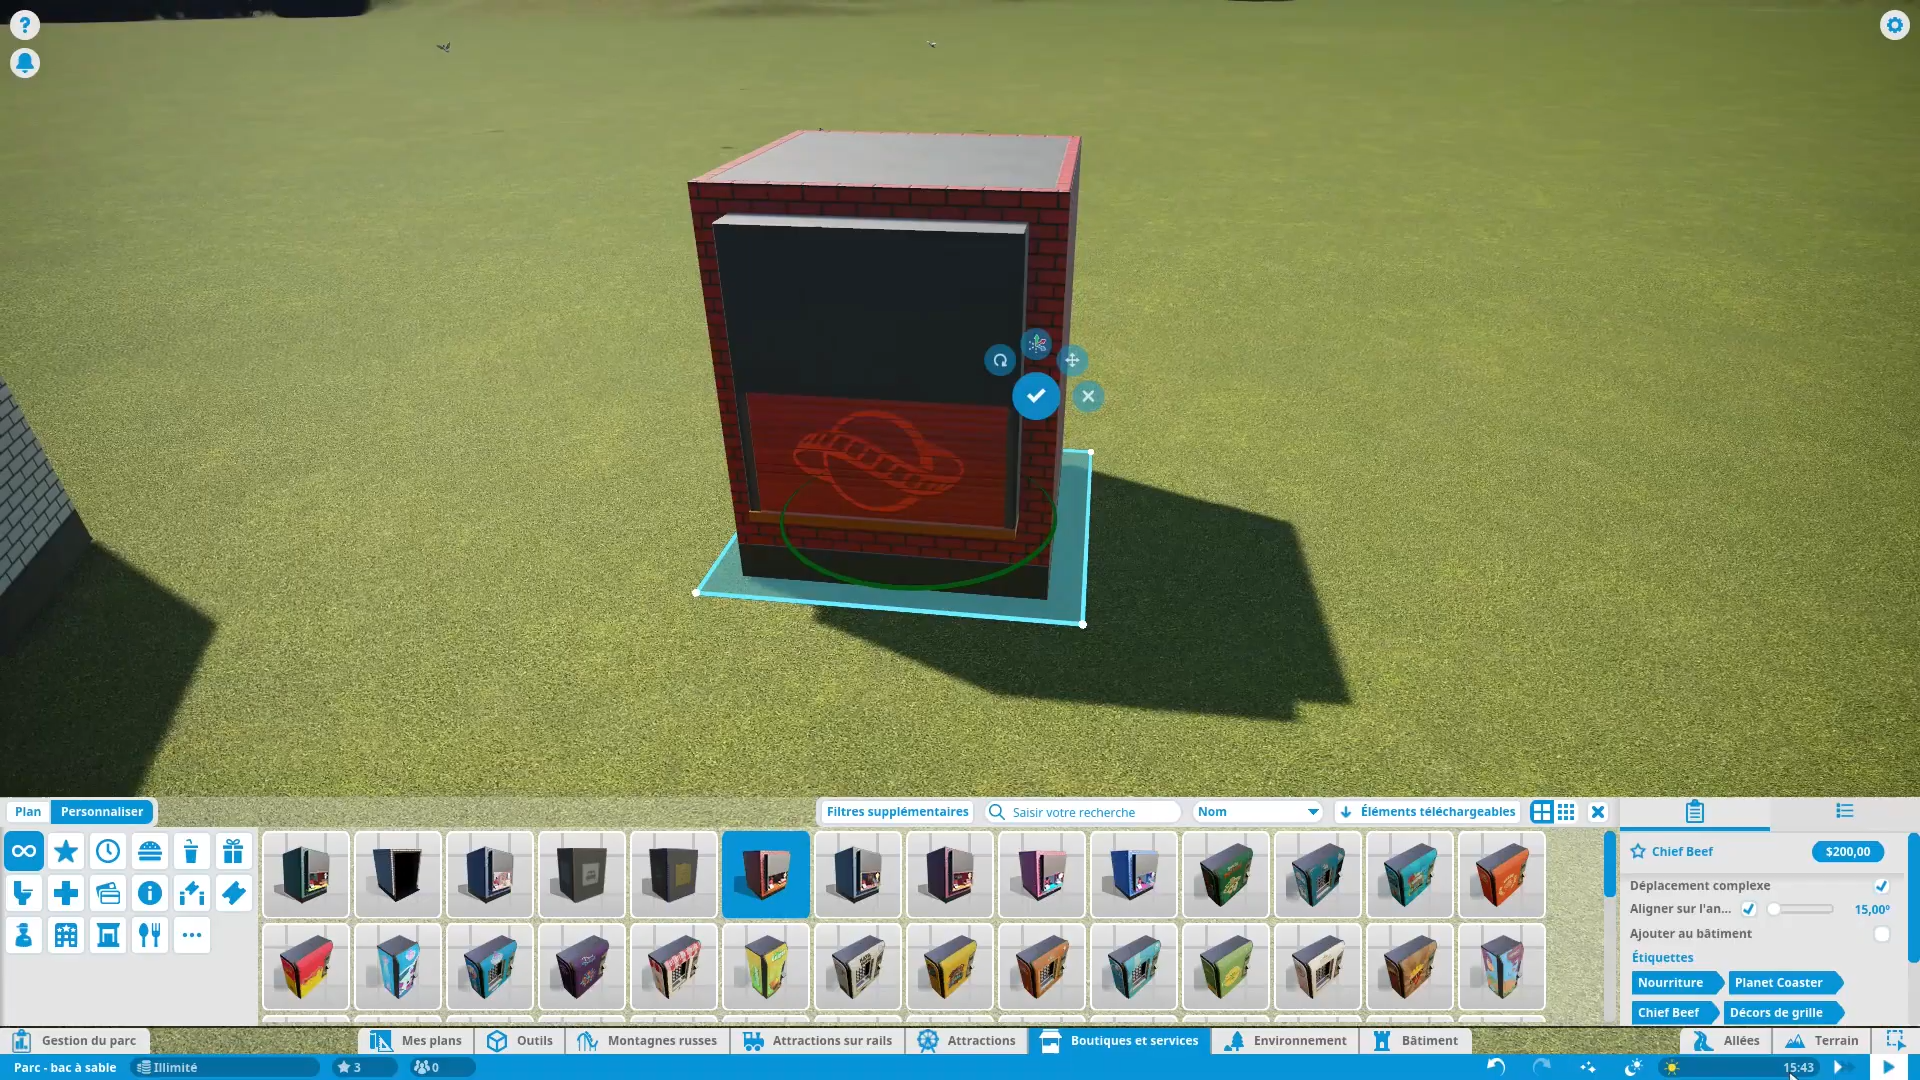 ?
Plan
Personnaliser
Filtres supplémentaires
Saisir votre recherche
Nom
Éléments téléchargeables
Chief Beef
$200,00
Déplacement complexe
Aligner sur l'an...
15,00°
Ajouter au bâtiment
Étiquettes
Nourriture
Planet Coaster
Chief Beef
Décors de grille
Gestion du parc
Mes plans
Outils
Montagnes russes
Attractions sur rails
Attractions
Boutiques et services
Environnement
Bâtiment
Allées
Terrain
Parc - bac à sable
Illimité
3
0
15:43